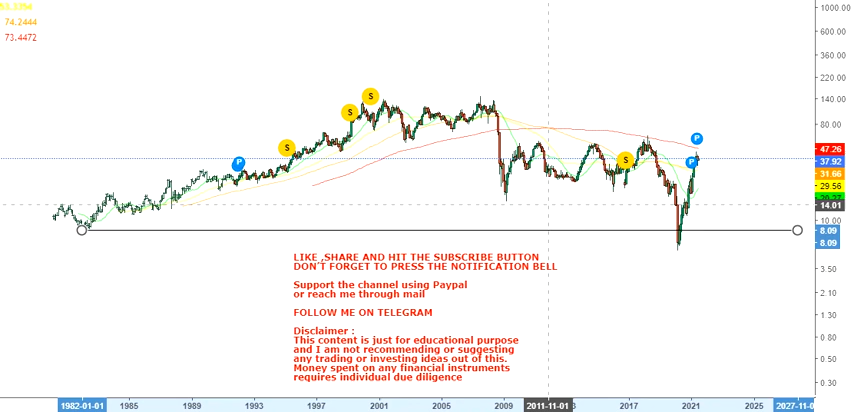 74.2444
73.4472
1000.00
600.00
360.00
220.00
140.00
80.00
47.26
37.92
31.66
29.56
14.01
10.00
8.09
8.09
3.50
2.10
1.30
0.80
0.50
0.30
S
S
S
S
P
P
P
LIKE ,SHARE AND HIT THE SUBSCRIBE BUTTON
DON'T FORGET TO PRESS THE NOTIFICATION BELL
Support the channel using Paypal
or reach me through mail
FOLLOW ME ON TELEGRAM
Disclaimer :
This content is just for educational purpose
and I am not recommending or suggesting
any trading or investing ideas out of this.
Money spent on any financial instruments
requires individual due diligence
1982-01-01 1985 1989 1993 1997 2001 2005 2009 2011-11-01 2017 2021 2025 2027-11-0